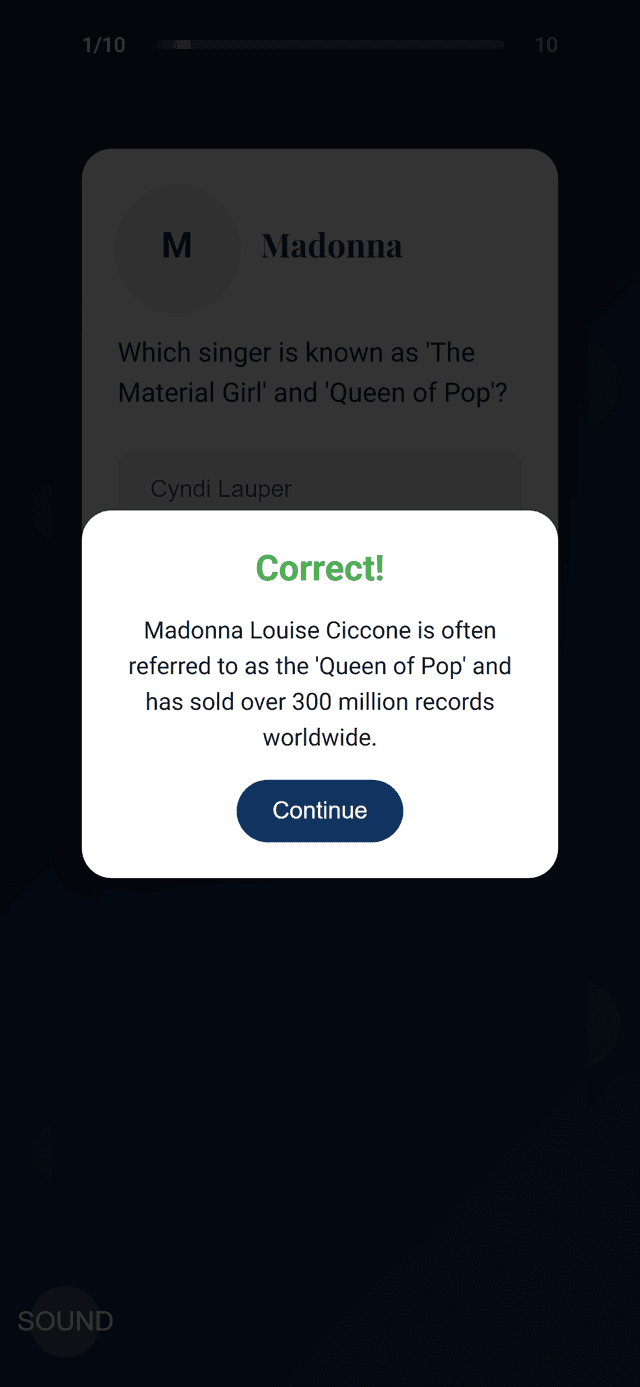 1/10
10
M
Madonna
Which singer is known as 'The
Material Girl' and 'Queen of Pop'?
Cyndi Lauper
Correct!
Madonna Louise Ciccone is often
referred to as the 'Queen of Pop' and
has sold over 300 million records
worldwide.
Continue
SOUND